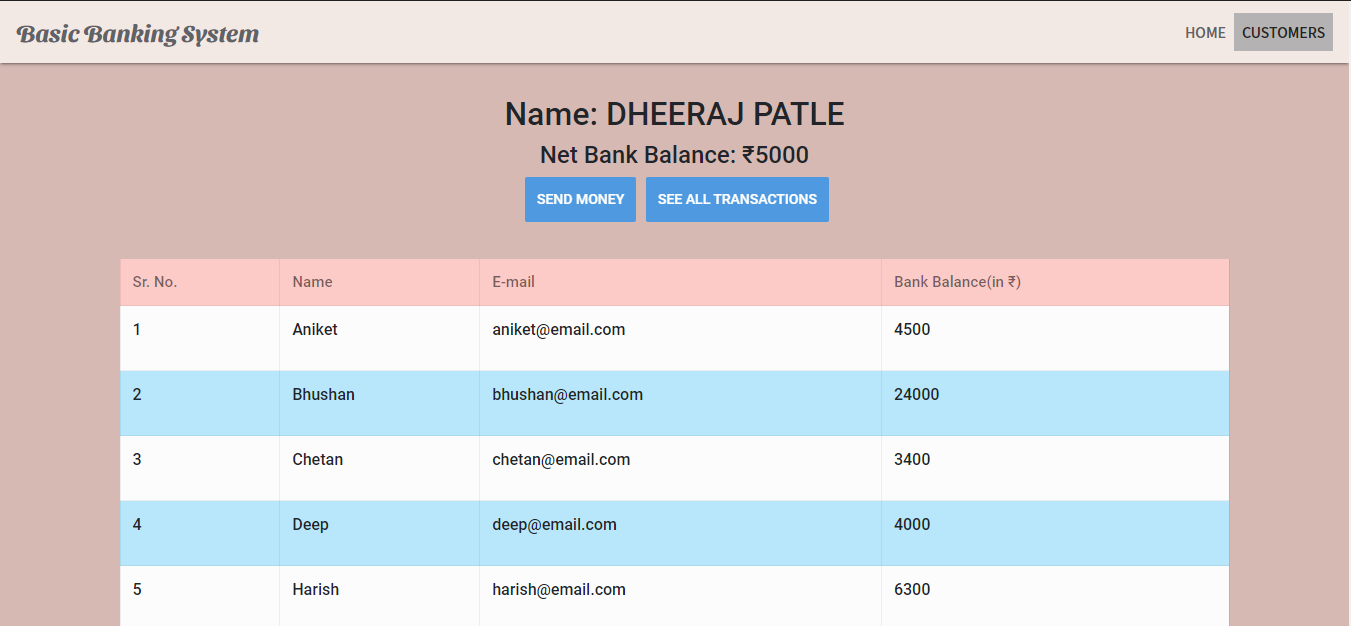 Basic Banking System HOME CUSTOMERS
Name: DHEERAJ PATLE
Net Bank Balance: ₹5000
SEND MONEY SEE ALL TRANSACTIONS
Sr. No. Name E-mail Bank Balance(in ₹)
1 Aniket aniket@email.com 4500
2 Bhushan bhushan@email.com 24000
3 Chetan chetan@email.com 3400
4 Deep deep@email.com 4000
5 Harish harish@email.com 6300